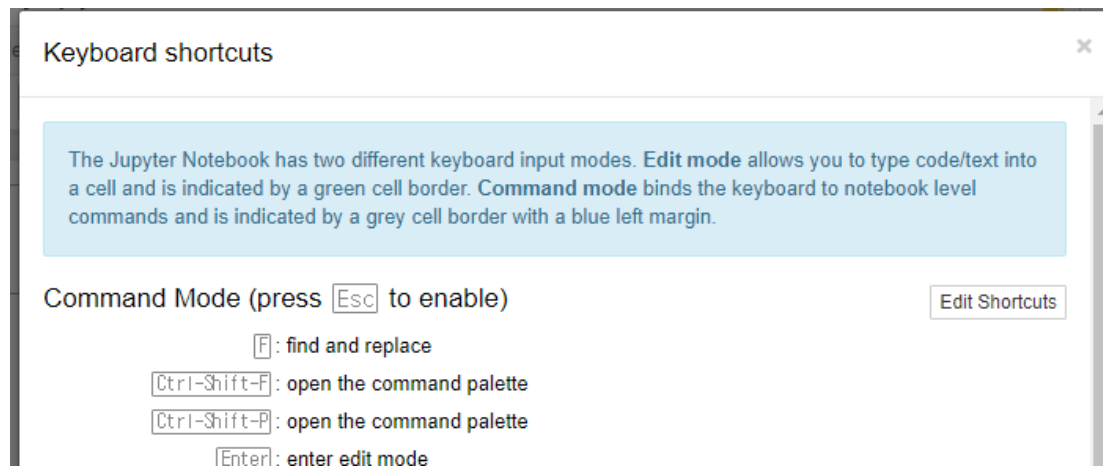 Keyboard shortcuts
×
The Jupyter Notebook has two different keyboard input modes. Edit mode allows you to type code/text into
a cell and is indicated by a green cell border. Command mode binds the keyboard to notebook level
commands and is indicated by a grey cell border with a blue left margin.
Command Mode (press Esc to enable)
Edit Shortcuts
F : find and replace
Ctrl-Shift-F : open the command palette
Ctrl-Shift-P : open the command palette
Enter : enter edit mode